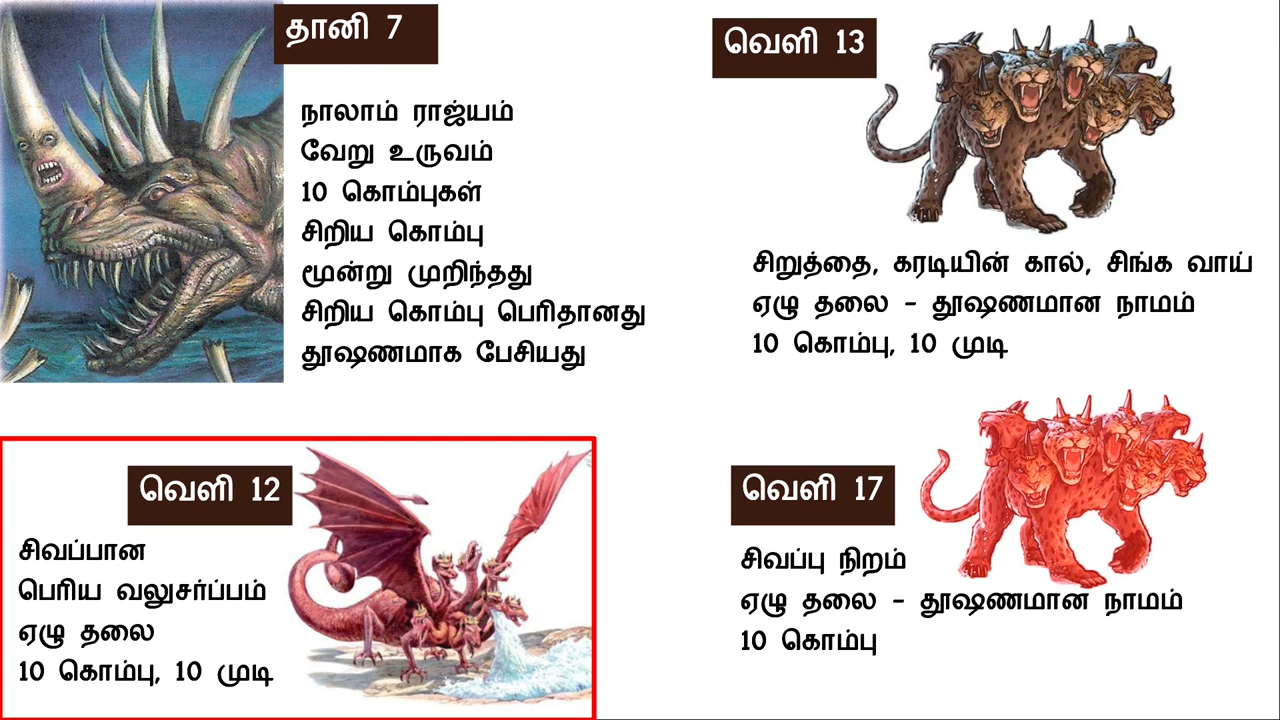 தானி 7
நாலாம் ராஜ்யம்
வேறு உருவம்
10 கொம்புகள்
சிறிய கொம்பு
மூன்று முறிந்தது
சிறிய கொம்பு பெரிதானது
தூஷணமாக பேசியது
வெளி 13
சிறுத்தை, கரடியின் கால், சிங்க வாய்
ஏழு தலை - தூஷணமான நாமம்
10 கொம்பு, 10 முடி
வெளி 12
சிவப்பான
பெரிய வலுசர்ப்பம்
ஏழு தலை
10 கொம்பு, 10 முடி
வெளி 17
சிவப்பு நிறம்
ஏழு தலை - தூஷணமான நாமம்
10 கொம்பு